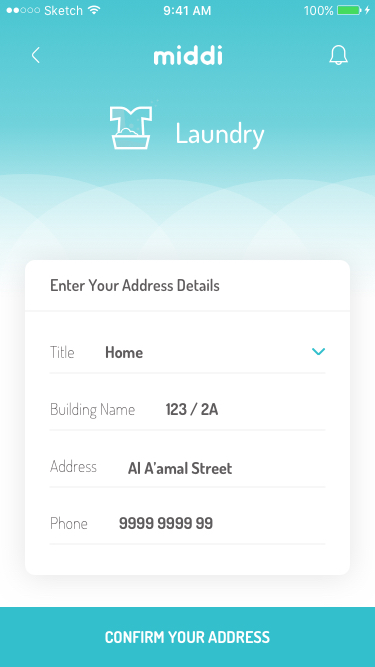 Sketch 9:41 AM 100%
middi
Laundry
Enter Your Address Details
Title Home
Building Name 123 / 2A
Address Al A'amal Street
Phone 9999 9999 99
CONFIRM YOUR ADDRESS